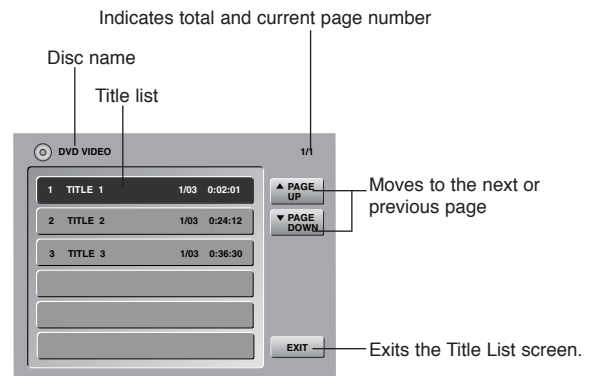 Indicates total and current page number
Disc name
Title list
DVD VIDEO 1/1
1 TITLE 1 1/03 0:02:01
2 TITLE 2 1/03 0:24:12
3 TITLE 3 1/03 0:36:30
▲ PAGE
UP
▼ PAGE
DOWN
Moves to the next or
previous page
EXIT
Exits the Title List screen.